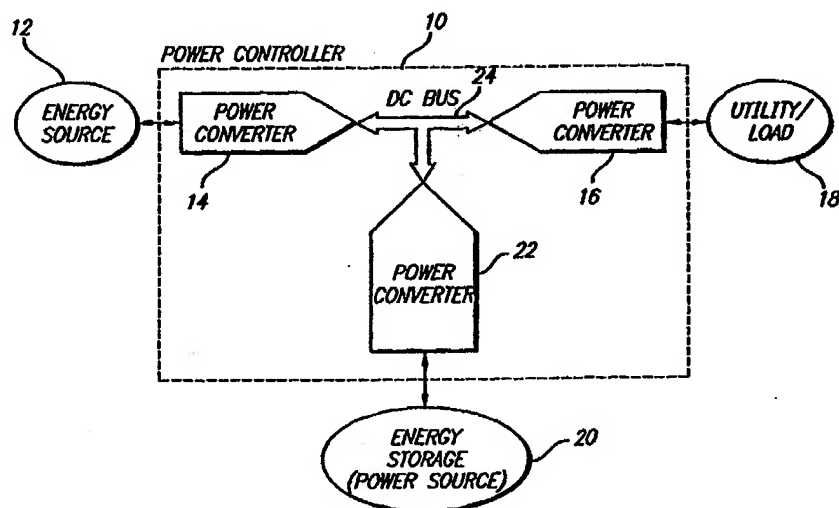 12
POWER CONTROLLER
10
ENERGY
SOURCE
POWER
CONVERTER
14
DC BUS
24
POWER
CONVERTER
16
UTILITY/
LOAD
18
POWER
CONVERTER
22
ENERGY
STORAGE
(POWER SOURCE)
20